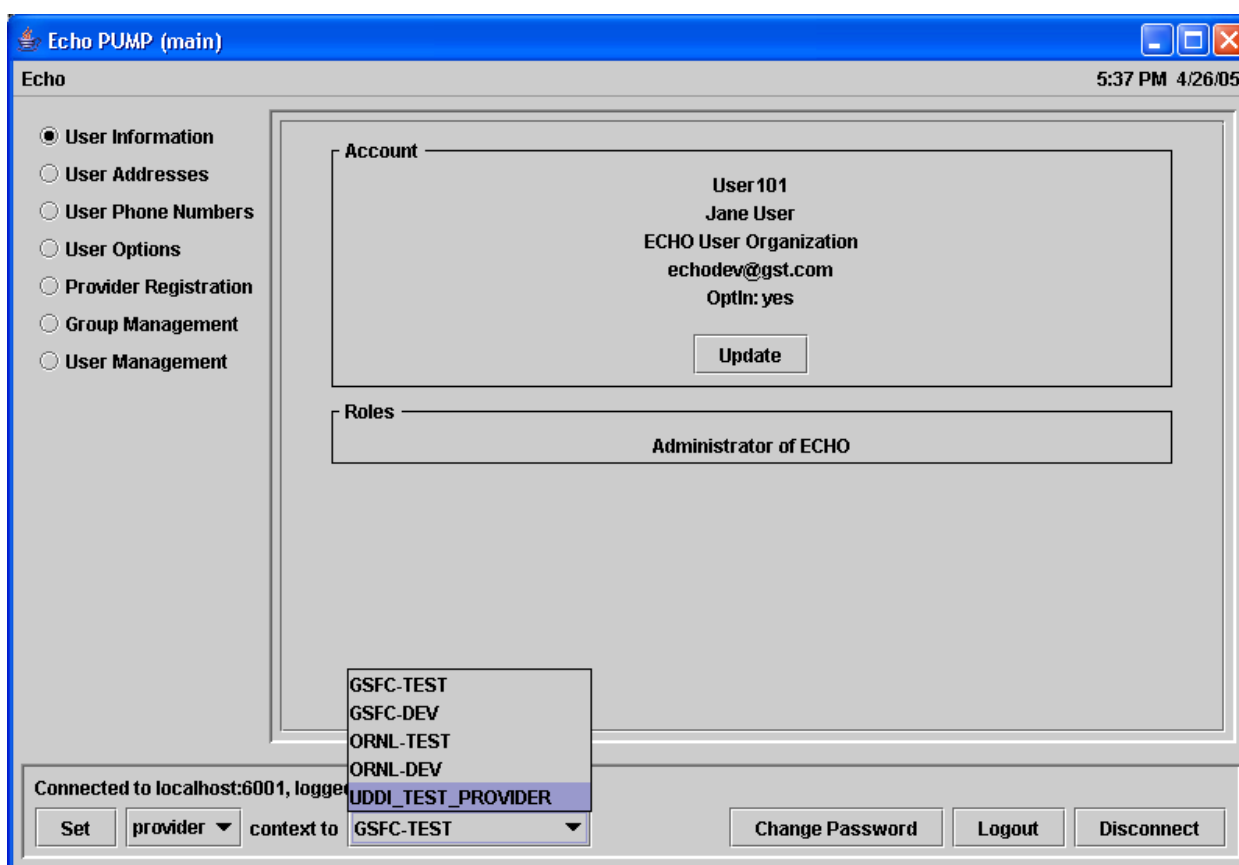 Echo PUMP (main)
Echo
5:37 PM 4/26/05
User Information
User Addresses
User Phone Numbers
User Options
Provider Registration
Group Management
User Management
Account
User101
Jane User
ECHO User Organization
echodev@gst.com
OptIn: yes
Update
Roles
Administrator of ECHO
GSFC-TEST
GSFC-DEV
ORNL-TEST
ORNL-DEV
UDDI_TEST_PROVIDER
Connected to localhost:6001, logged
Set provider context to GSFC-TEST Change Password Logout Disconnect